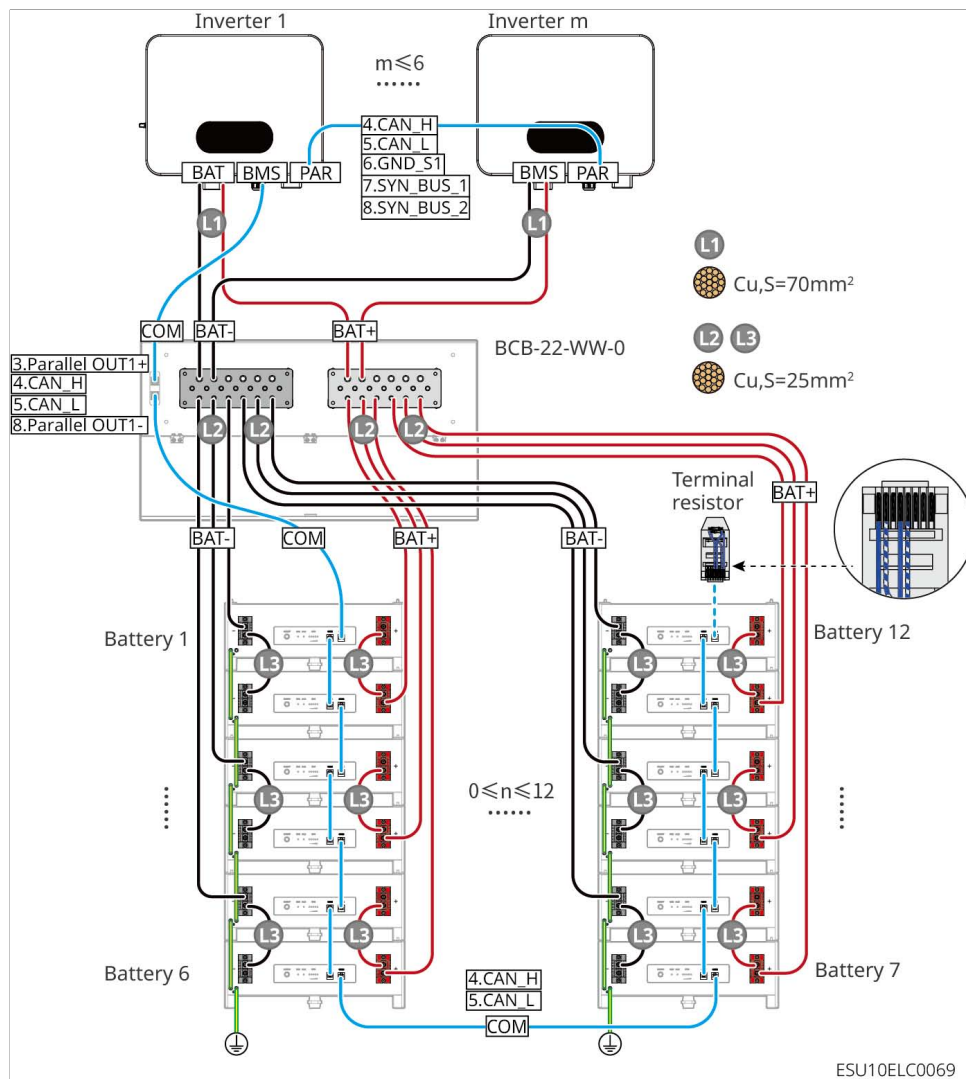 Inverter 1
Inverter m
m≤6
......
4.CAN_H
5.CAN_L
6.GND_S1
7.SYN_BUS_1
8.SYN_BUS_2
BAT
BMS
PAR
BMS
PAR
L1
L1
L1
Cu,S=70mm²
L2 L3
Cu,S=25mm²
COM
BAT-
BAT+
BCB-22-WW-0
3.Parallel OUT1+
4.CAN_H
5.CAN_L
8.Parallel OUT1-
L2
L2
L2
L2
Terminal
resistor
BAT+
BAT-
COM
BAT+
BAT-
Battery 1
Battery 12
L3
L3
L3
L3
0≤n≤12
......
L3
L3
L3
L3
L3
L3
L3
L3
Battery 6
Battery 7
4.CAN_H
5.CAN_L
COM
ESU10ELC0069